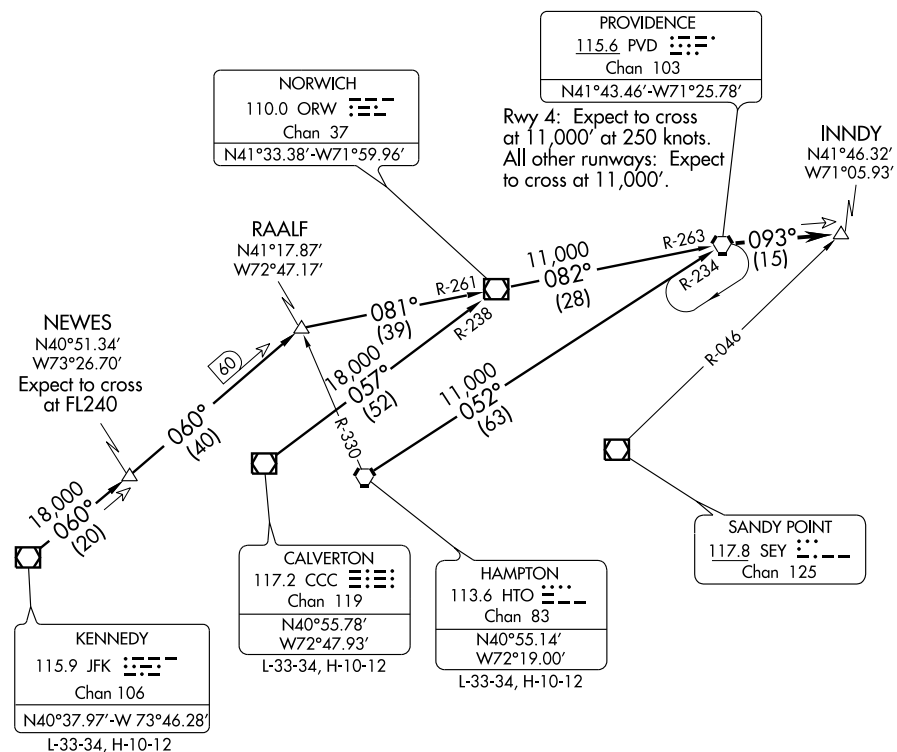 PROVIDENCE
115.6 PVD
Chan 103
N41°43.46’-W71°25.78’
NORWICH
110.0 ORW
Chan 37
N41°33.38’-W71°59.96’
Rwy 4: Expect to cross
at 11,000’ at 250 knots.
All other runways: Expect
to cross at 11,000’.
INNDY
N41°46.32’
W71°05.93’
RAALF
N41°17.87’
W72°47.17’
NEWES
N40°51.34’
W73°26.70’
Expect to cross
at FL240
R-261
081°
(39)
R-238
11,000
082°
(28)
R-263
R-234
093°
(15)
60
060°
(40)
18,000
057°
(52)
R-330
11,000
052°
(63)
R-046
18,000
060°
(20)
SANDY POINT
117.8 SEY
Chan 125
CALVERTON
117.2 CCC
Chan 119
N40°55.78’
W72°47.93’
L-33-34, H-10-12
HAMPTON
113.6 HTO
Chan 83
N40°55.14’
W72°19.00’
L-33-34, H-10-12
KENNEDY
115.9 JFK
Chan 106
N40°37.97’-W 73°46.28’
L-33-34, H-10-12